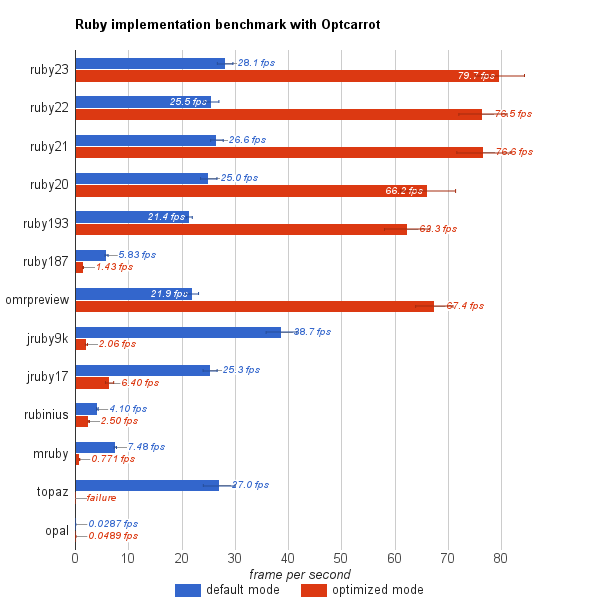 Ruby implementation benchmark with Optcarrot
ruby23
28.1 fps
79.7 fps
ruby22
25.5 fps
76.5 fps
ruby21
26.6 fps
76.6 fps
ruby20
25.0 fps
66.2 fps
ruby193
21.4 fps
62.3 fps
ruby187
5.83 fps
1.43 fps
omrpreview
21.9 fps
67.4 fps
jruby9k
38.7 fps
2.06 fps
jruby17
25.3 fps
6.40 fps
rubinius
4.10 fps
2.50 fps
mruby
7.48 fps
0.771 fps
topaz
27.0 fps
failure
opal
0.0287 fps
0.0489 fps
0 10 20 30 40 50 60 70 80
frame per second
default mode optimized mode